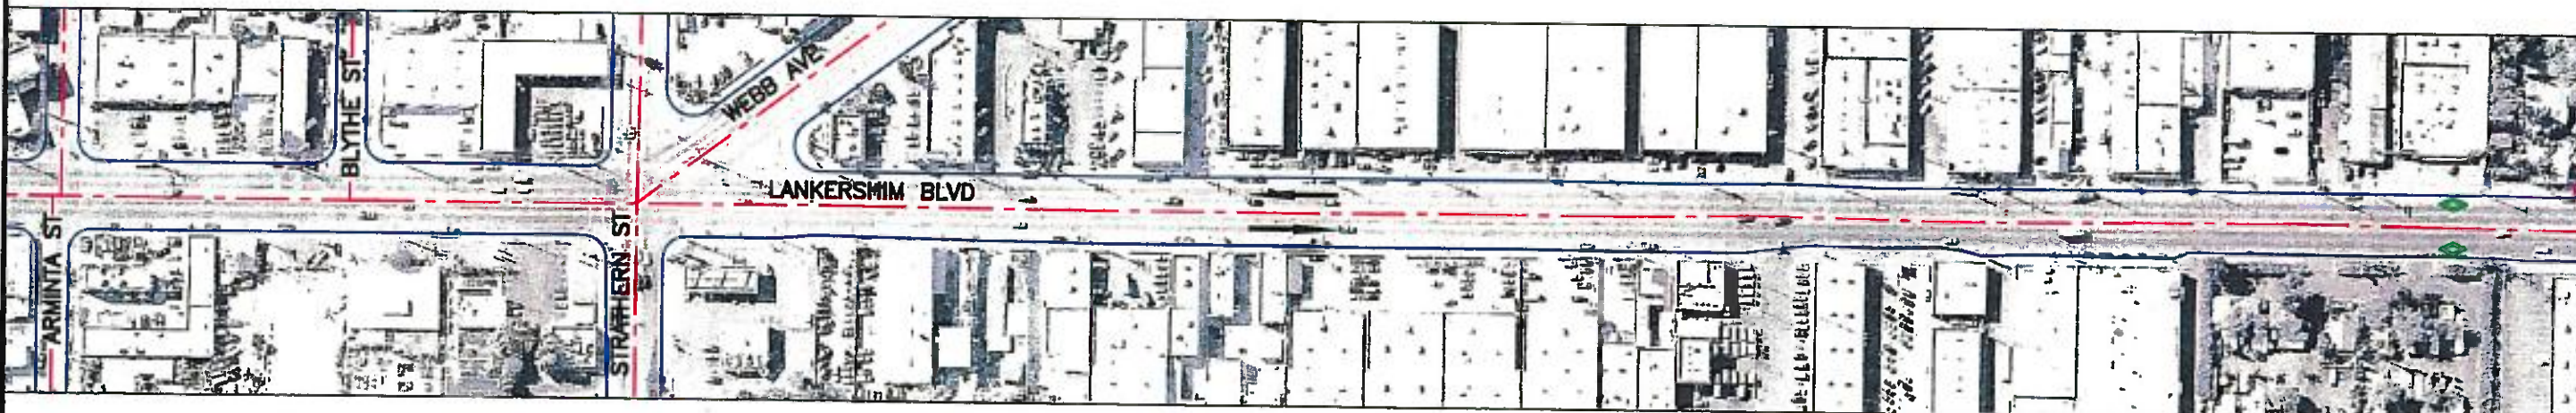 BLYTHE ST
WEBB AVE
LANKERSHIM BLVD
ARMINTA ST
STRATHERN ST